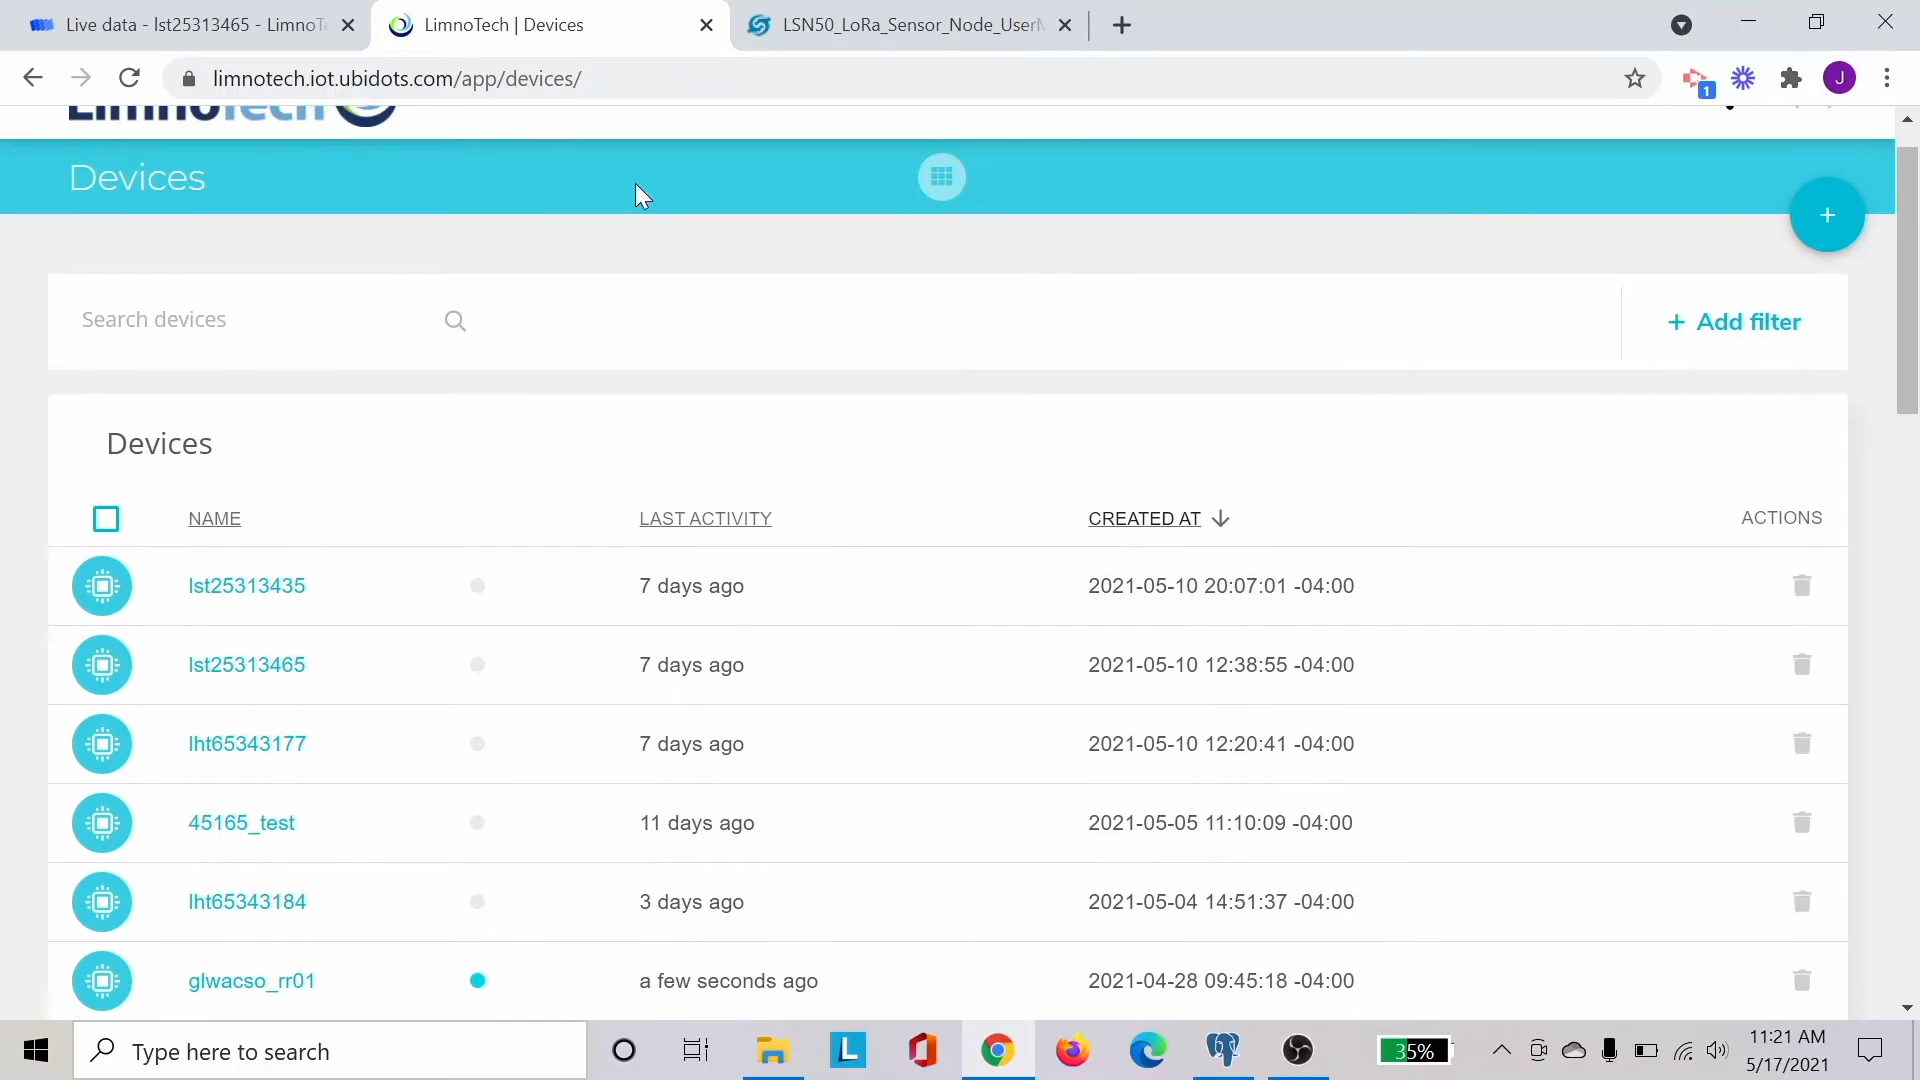 Live data - lst25313465 - LimnoTe
LimnoTech | Devices
LSN50_LoRa_Sensor_Node_UserM
limnotech.iot.ubidots.com/app/devices/
1
J
LimnoTech
Devices
+
Search devices
+ Add filter
Devices
NAME LAST ACTIVITY CREATED AT ACTIONS
lst25313435 7 days ago 2021-05-10 20:07:01 -04:00
lst25313465 7 days ago 2021-05-10 12:38:55 -04:00
lht65343177 7 days ago 2021-05-10 12:20:41 -04:00
45165_test 11 days ago 2021-05-05 11:10:09 -04:00
lht65343184 3 days ago 2021-05-04 14:51:37 -04:00
glwacso_rr01 a few seconds ago 2021-04-28 09:45:18 -04:00
Type here to search
L
35%
11:21 AM
5/17/2021